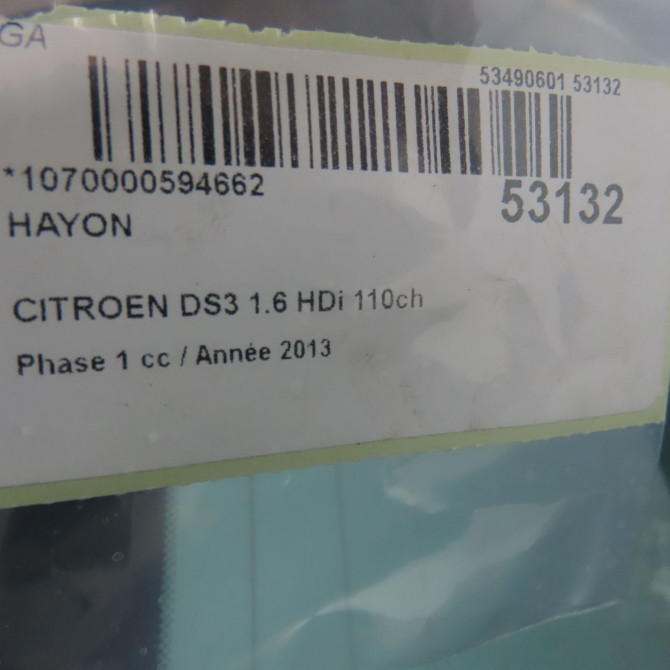 GA
53490601 53132
*1070000594662
53132
HAYON
CITROEN DS3 1.6 HDi 110ch
Phase 1 cc / Année 2013